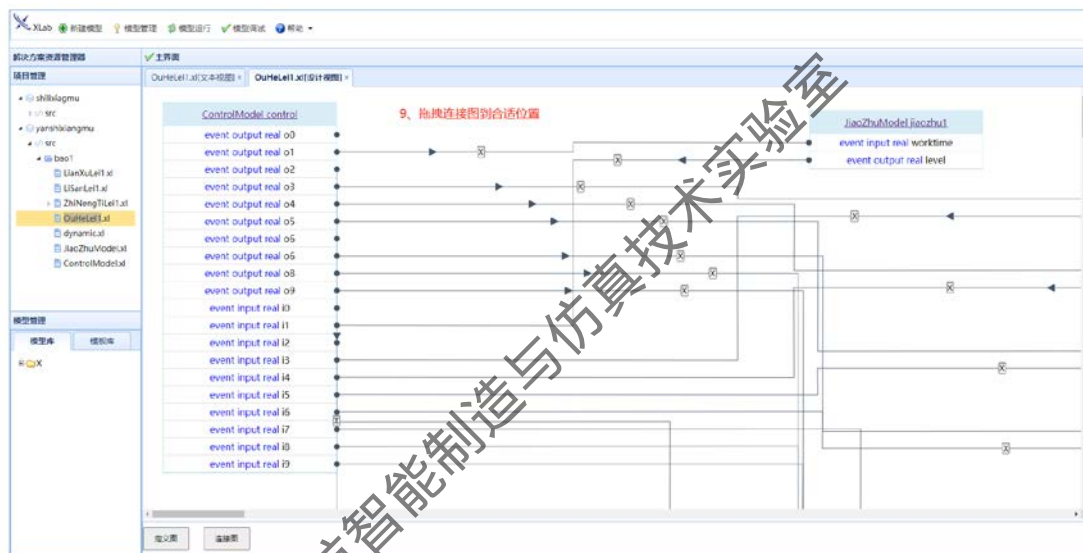 XLab 新建模型 模型管理 模型运行 模型调试 帮助
解决方案资源管理器
主界面
项目管理
OuHeLei1.xl[文本视图] × OuHeLei1.xl[设计视图] ×
shilixiagmu
src
yanshixiangmu
src
bao1
LianXuLei1.xl
LiSanLei1.xl
ZhiNengTiLei1.xl
OuHeLei1.xl
dynamic.xl
JiaoZhuModel.xl
ControlModel.xl
模型管理
模型库 模板库
X
9、拖拽连接图到合适位置
ControlModel control
event output real o0
event output real o1
event output real o2
event output real o3
event output real o4
event output real o5
event output real o6
event output real o6
event output real o8
event output real o9
event input real i0
event input real i1
event input real i2
event input real i3
event input real i4
event input real i5
event input real i6
event input real i7
event input real i8
event input real i9
JiaoZhuModel jiaozhu1
event input real worktime
event output real level
定义图 连接图
智能制造与仿真技术实验室